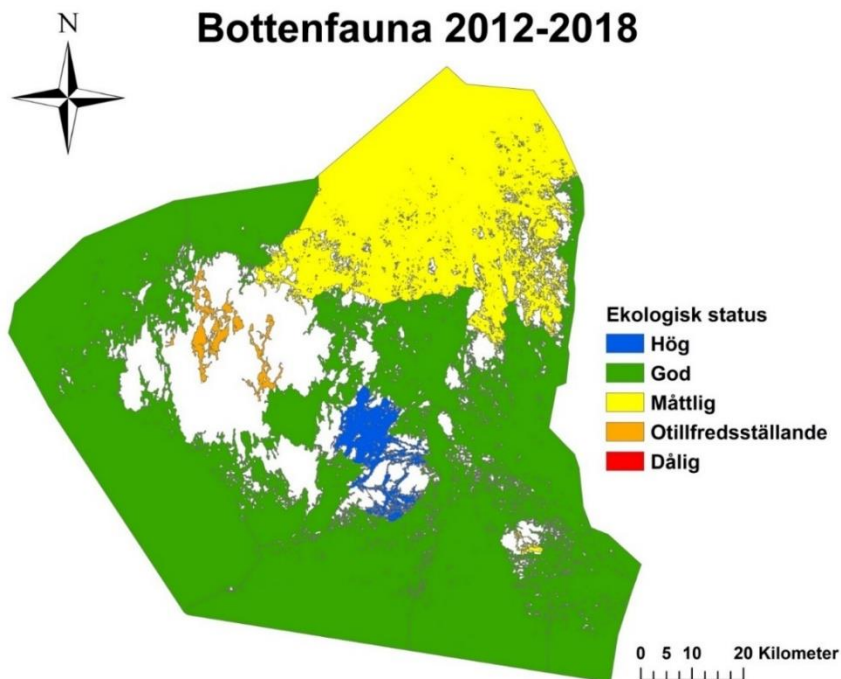 Bottenfauna 2012-2018
N
Ekologisk status
Hög
God
Måttlig
Otillfredsställande
Dålig
0 5 10 20 Kilometer